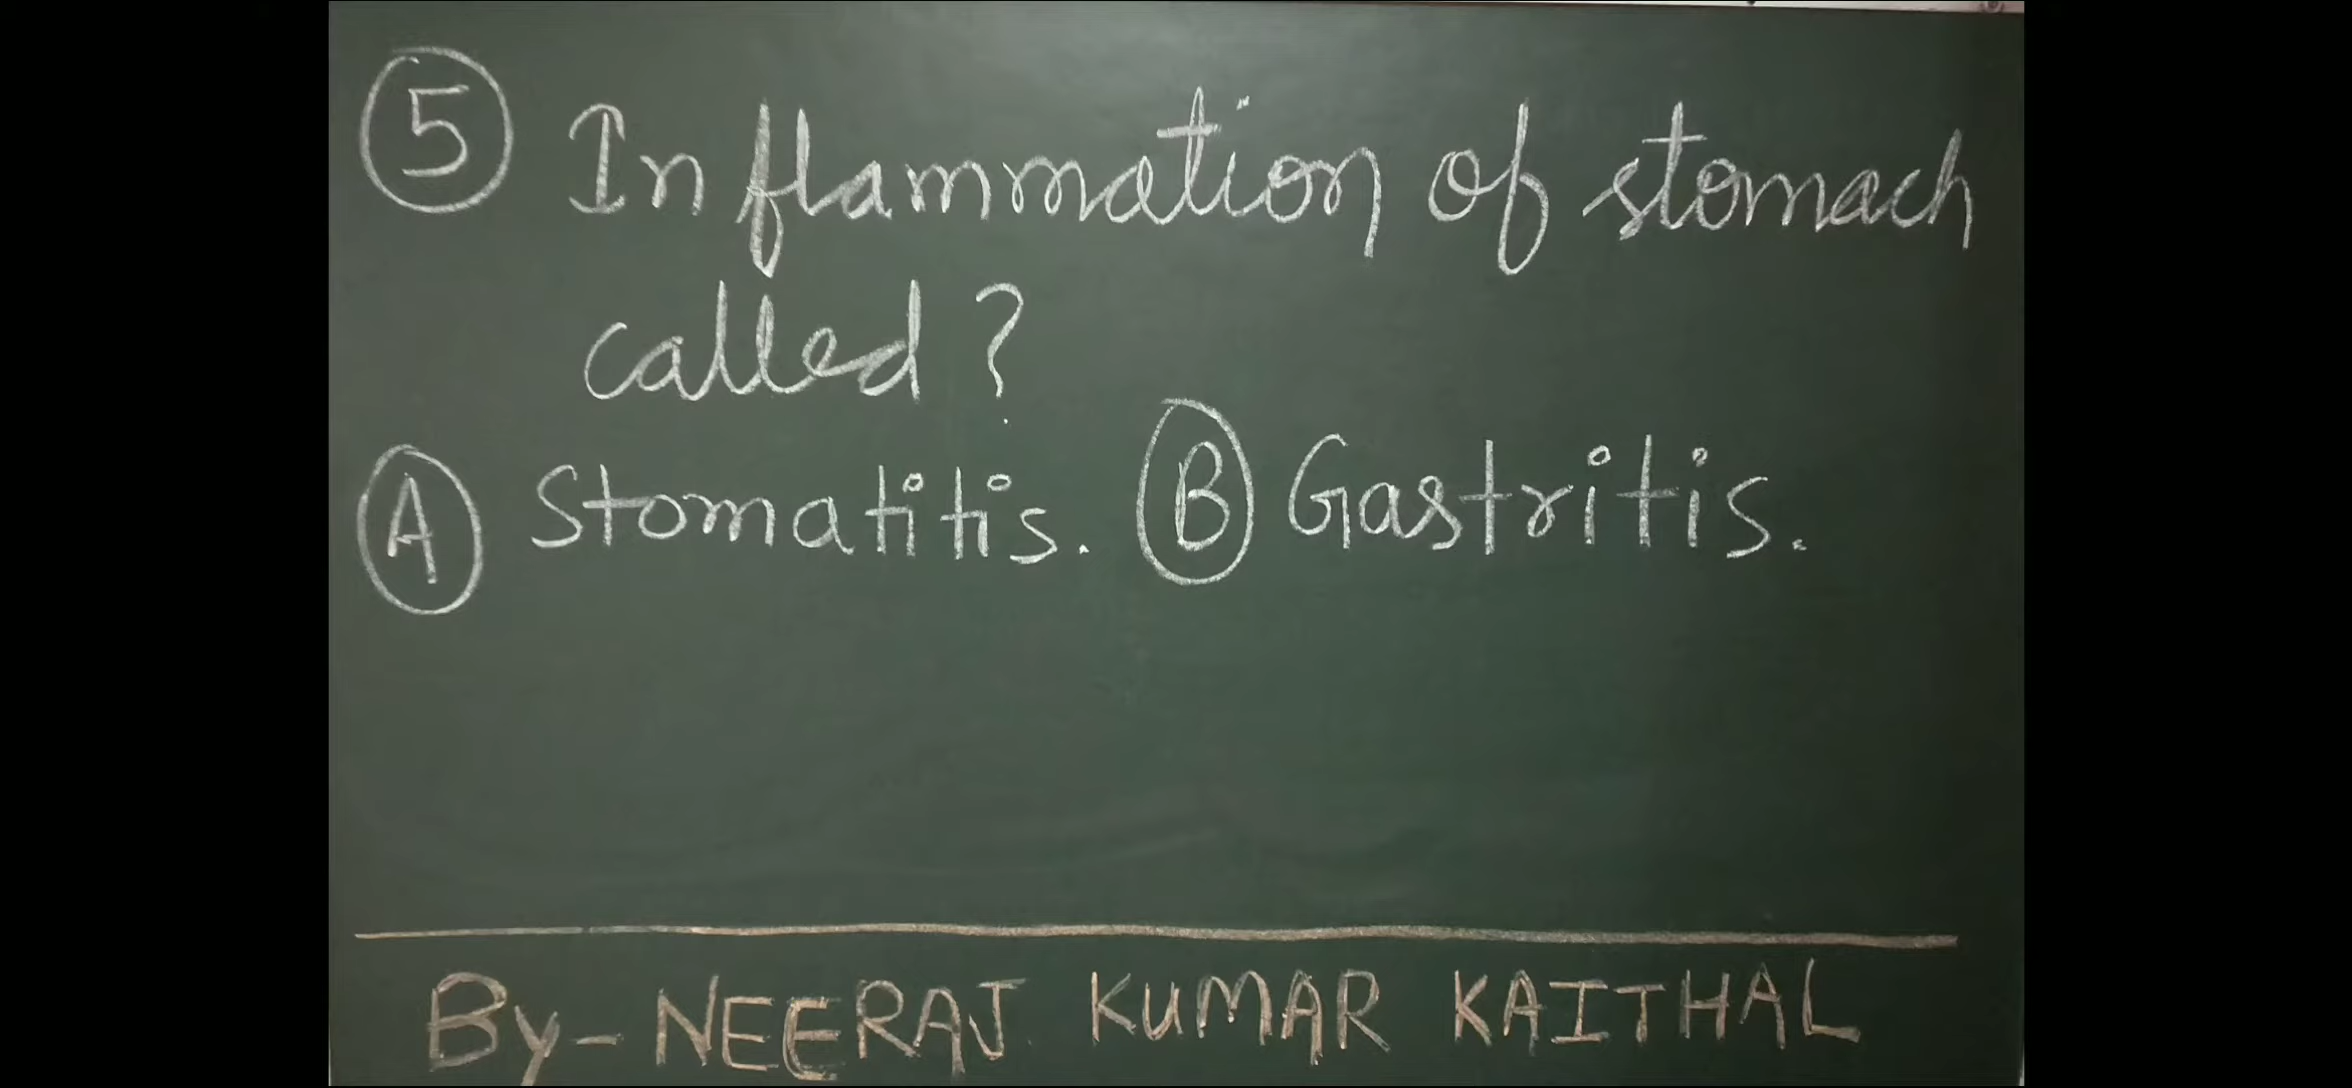 5 Inflammation of stomach
called?
A Stomatitis. B Gastritis.
By- NEERAJ KUMAR KAITHAL